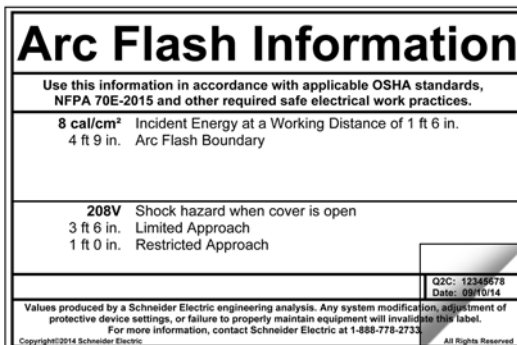 Arc Flash Information
Use this information in accordance with applicable OSHA standards,
NFPA 70E-2015 and other required safe electrical work practices.
8 cal/cm² Incident Energy at a Working Distance of 1 ft 6 in.
4 ft 9 in. Arc Flash Boundary
208V Shock hazard when cover is open
3 ft 6 in. Limited Approach
1 ft 0 in. Restricted Approach
Q2C: 12345678
Date: 09/10/14
Values produced by a Schneider Electric engineering analysis. Any system modification, adjustment of
protective device settings, or failure to properly maintain equipment will invalidate this label.
For more information, contact Schneider Electric at 1-888-778-2733.
Copyright©2014 Schneider Electric All Rights Reserved